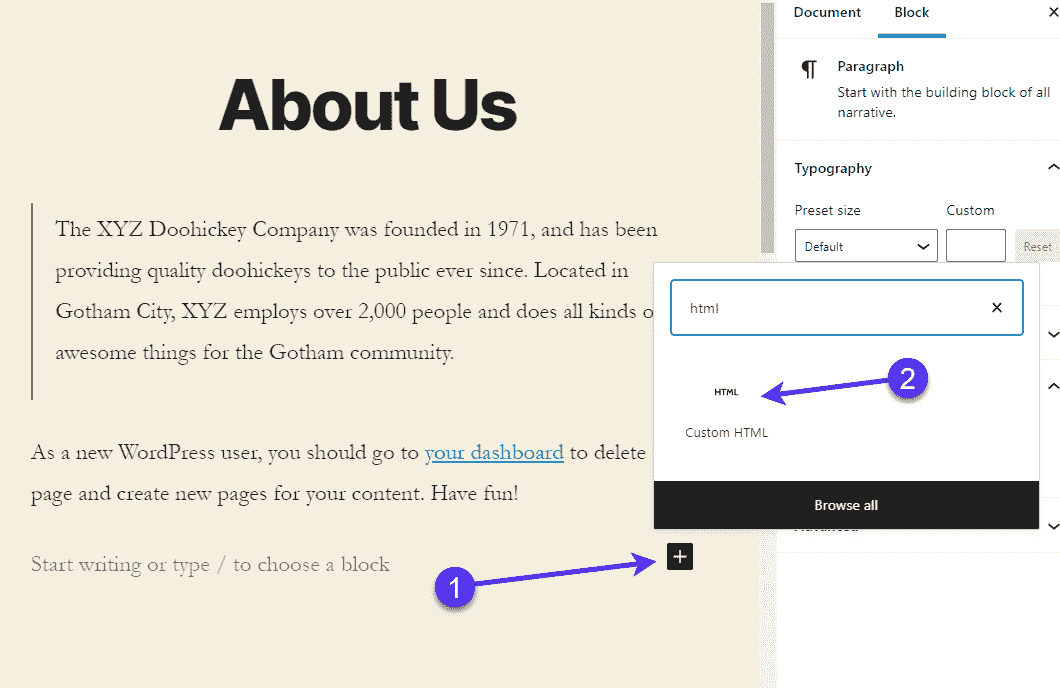 About Us
The XYZ Doohickey Company was founded in 1971, and has been
providing quality doohickeys to the public ever since. Located in
Gotham City, XYZ employs over 2,000 people and does all kinds
awesome things for the Gotham community.
As a new WordPress user, you should go to your dashboard to delete
page and create new pages for your content. Have fun!
Start writing or type / to choose a block
1
+
Document
Block
Paragraph
Start with the building block of all
narrative.
Typography
Preset size
Custom
Default
Reset
html
HTML
2
Custom HTML
Browse all